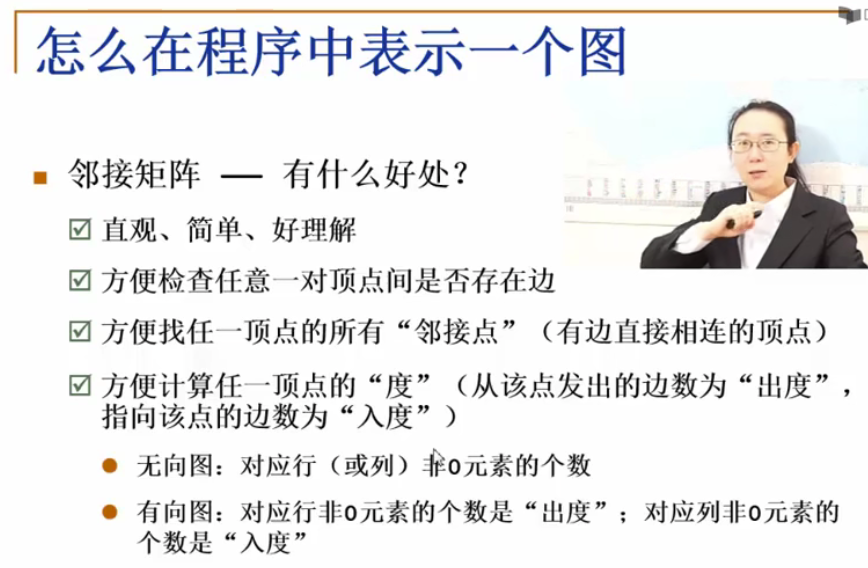 怎么在程序中表示一个图
邻接矩阵 — 有什么好处？
直观、简单、好理解
方便检查任意一对顶点间是否存在边
方便找任一顶点的所有“邻接点”（有边直接相连的顶点）
方便计算任一顶点的“度”（从该点发出的边数为“出度”，
指向该点的边数为“入度”）
无向图：对应行（或列）非0元素的个数
有向图：对应行非0元素的个数是“出度”；对应列非0元素的
个数是“入度”